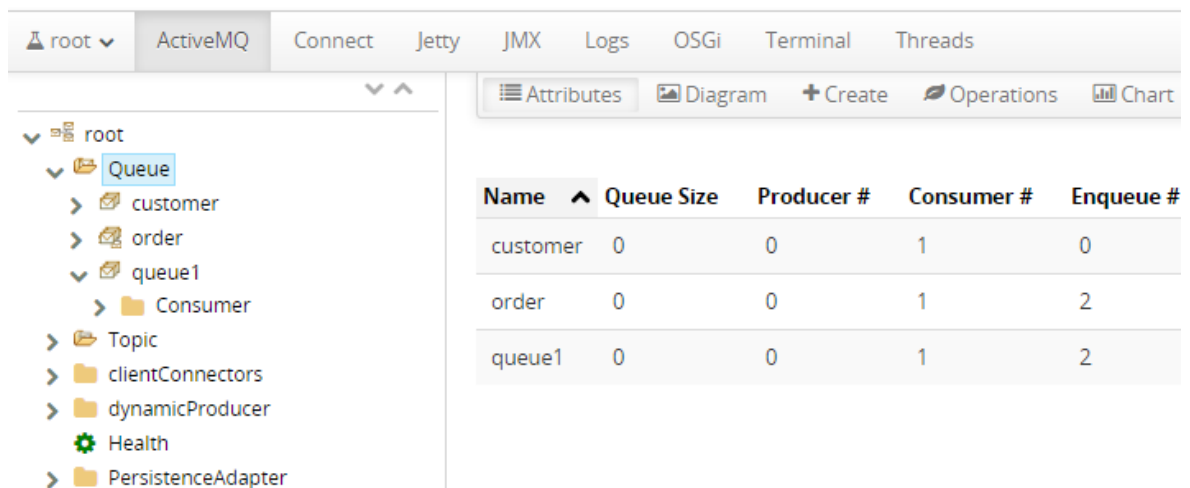 root ActiveMQ Connect Jetty JMX Logs OSGi Terminal Threads
Attributes Diagram Create Operations Chart
root
Queue
customer
order
queue1
Consumer
Topic
clientConnectors
dynamicProducer
Health
PersistenceAdapter
Name Queue Size Producer # Consumer # Enqueue #
customer 0 0 1 0
order 0 0 1 2
queue1 0 0 1 2